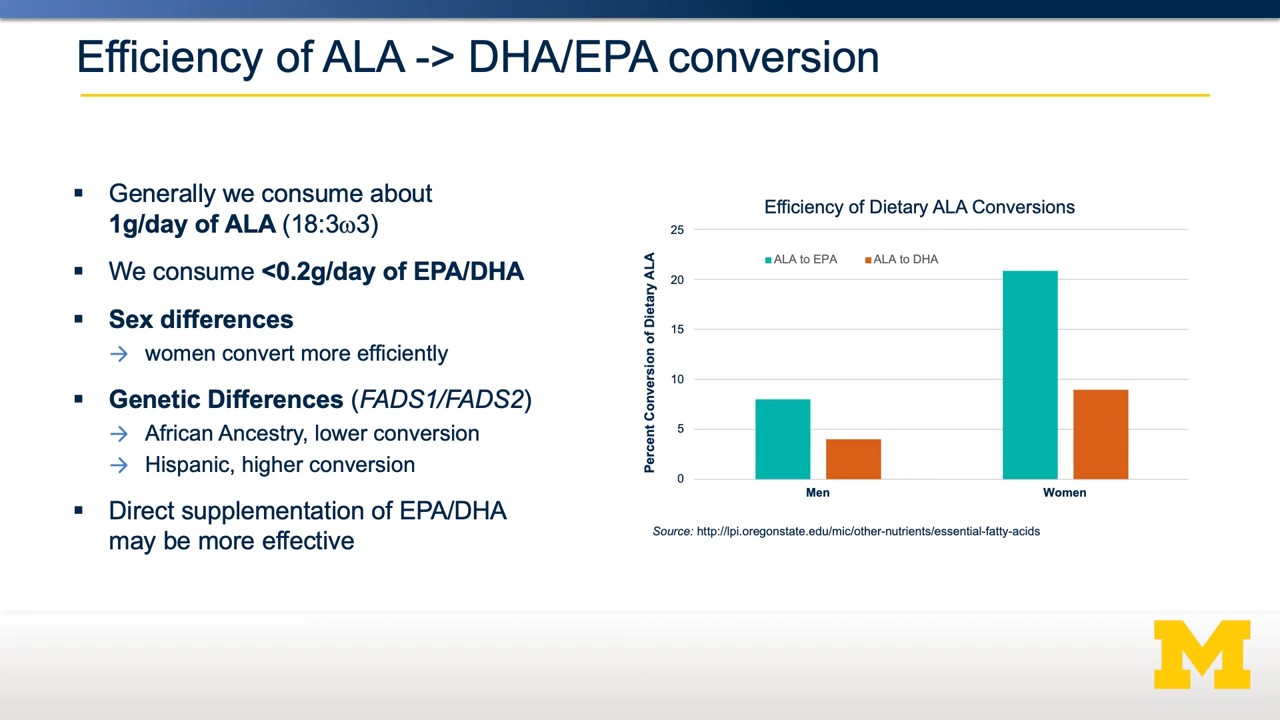 Efficiency of ALA -> DHA/EPA conversion
▪ Generally we consume about
1g/day of ALA (18:3ω3)
▪ We consume <0.2g/day of EPA/DHA
▪ Sex differences
→ women convert more efficiently
▪ Genetic Differences (FADS1/FADS2)
→ African Ancestry, lower conversion
→ Hispanic, higher conversion
▪ Direct supplementation of EPA/DHA
may be more effective
Efficiency of Dietary ALA Conversions
Percent Conversion of Dietary ALA
25
20
15
10
5
0
ALA to EPA
ALA to DHA
Men
Women
Source: http://lpi.oregonstate.edu/mic/other-nutrients/essential-fatty-acids
M